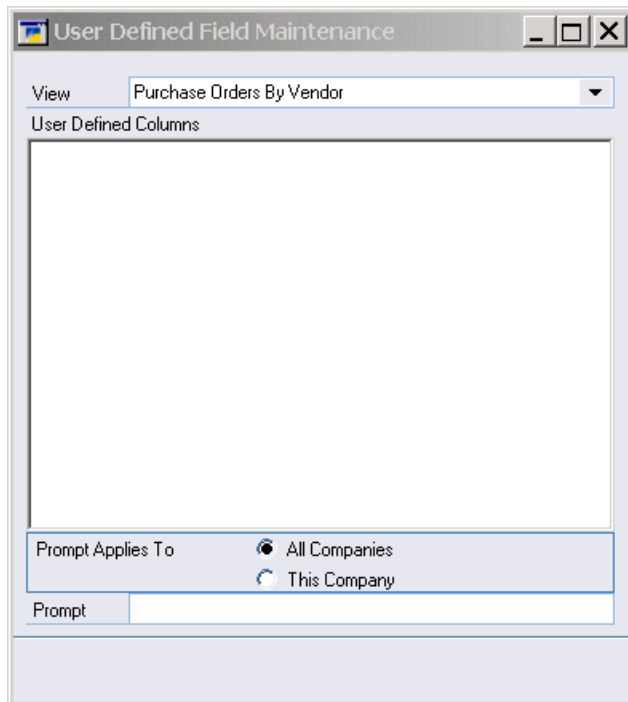 User Defined Field Maintenance
View Purchase Orders By Vendor
User Defined Columns
Prompt Applies To All Companies
This Company
Prompt